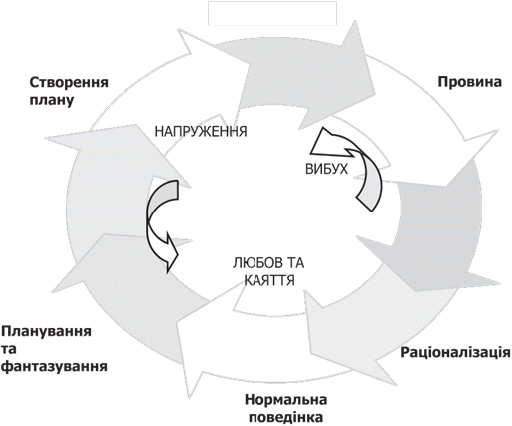 Створення
плану
Провина
НАПРУЖЕННЯ
ВИБУХ
ЛЮБОВ ТА
КАЯТТЯ
Планування
та
фантазування
Раціоналізація
Нормальна
поведінка